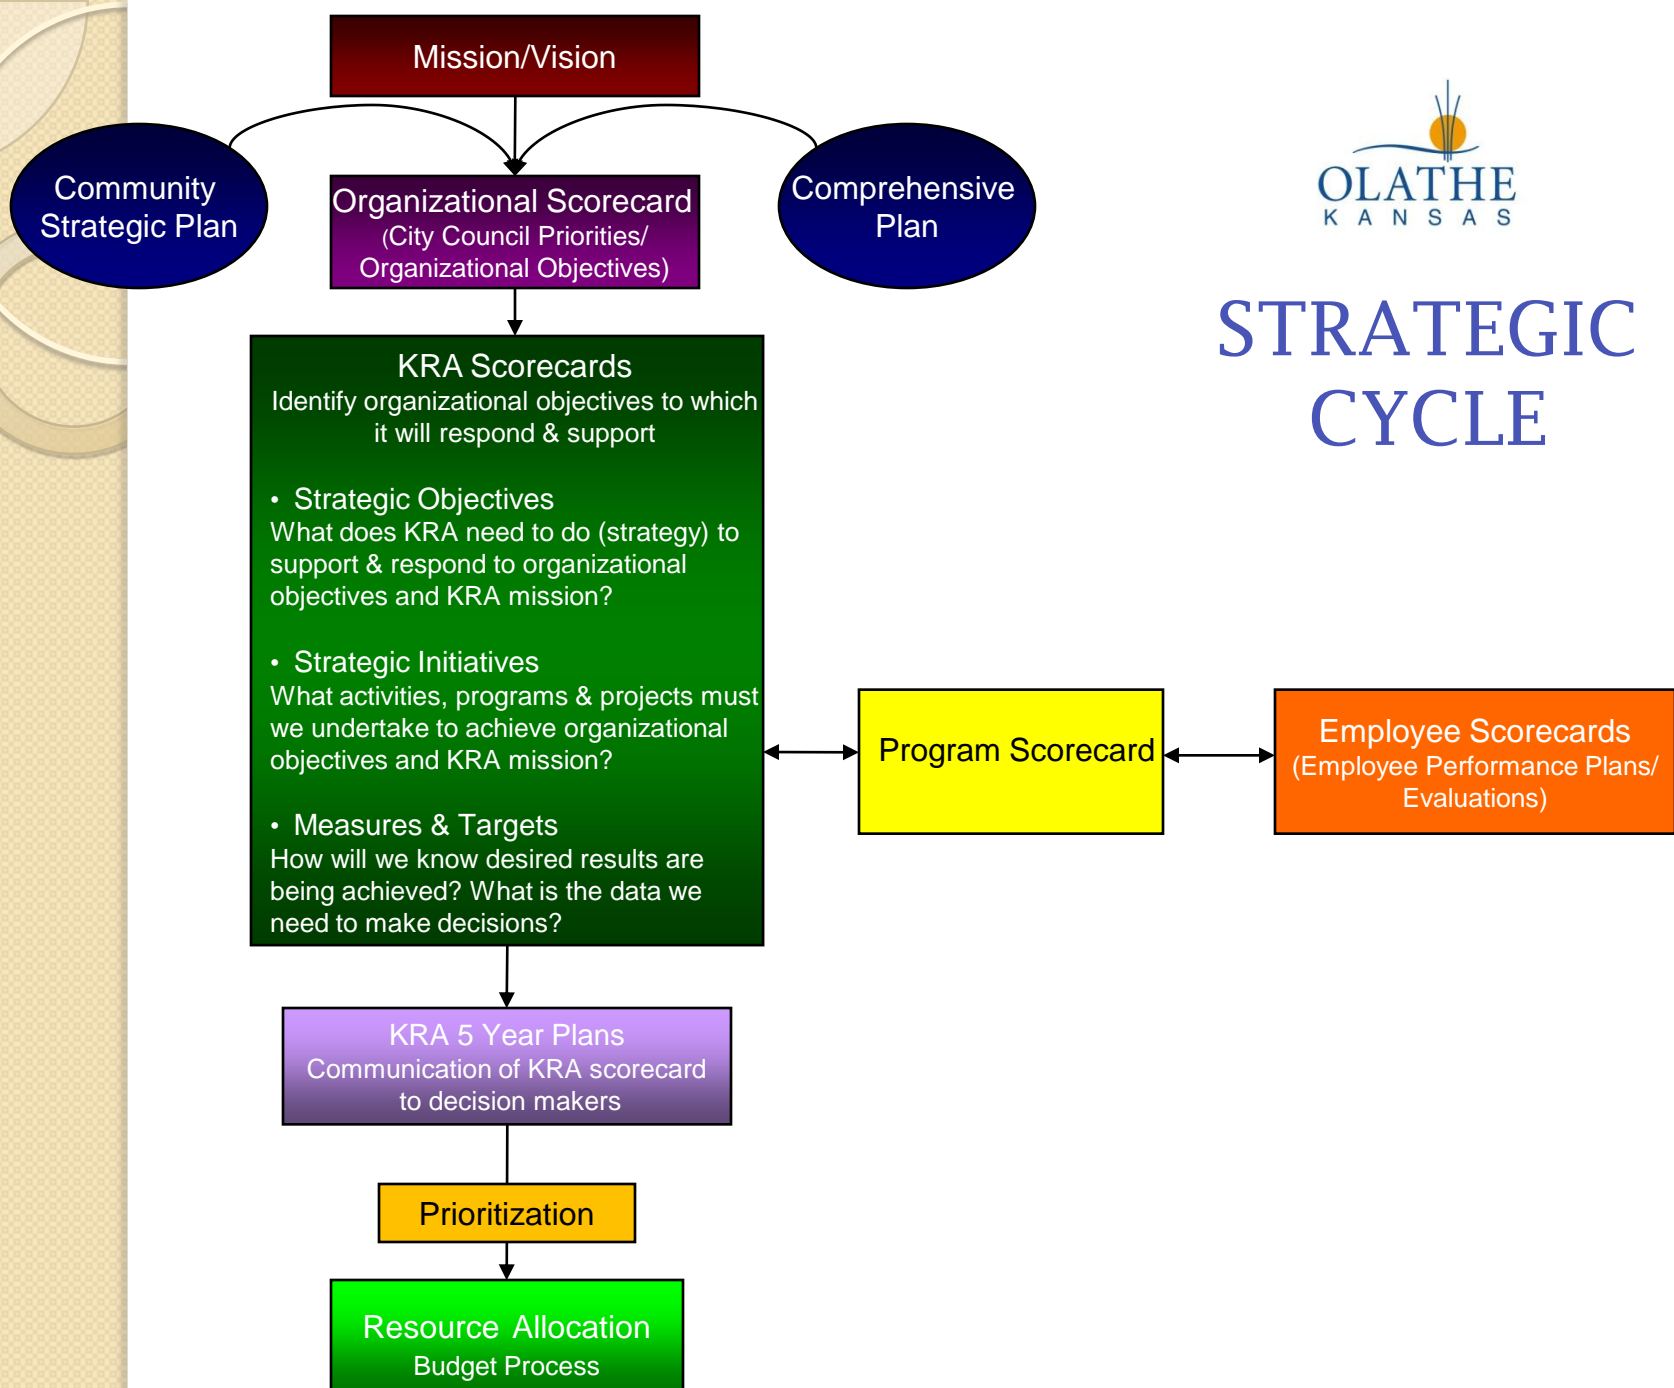 Mission/Vision
Community
Strategic Plan
Organizational Scorecard
(City Council Priorities/
Organizational Objectives)
Comprehensive
Plan
OLATHE
KANSAS
STRATEGIC
CYCLE
KRA Scorecards
Identify organizational objectives to which
it will respond & support
• Strategic Objectives
What does KRA need to do (strategy) to
support & respond to organizational
objectives and KRA mission?
• Strategic Initiatives
What activities, programs & projects must
we undertake to achieve organizational
objectives and KRA mission?
• Measures & Targets
How will we know desired results are
being achieved? What is the data we
need to make decisions?
Program Scorecard
Employee Scorecards
(Employee Performance Plans/
Evaluations)
KRA 5 Year Plans
Communication of KRA scorecard
to decision makers
Prioritization
Resource Allocation
Budget Process